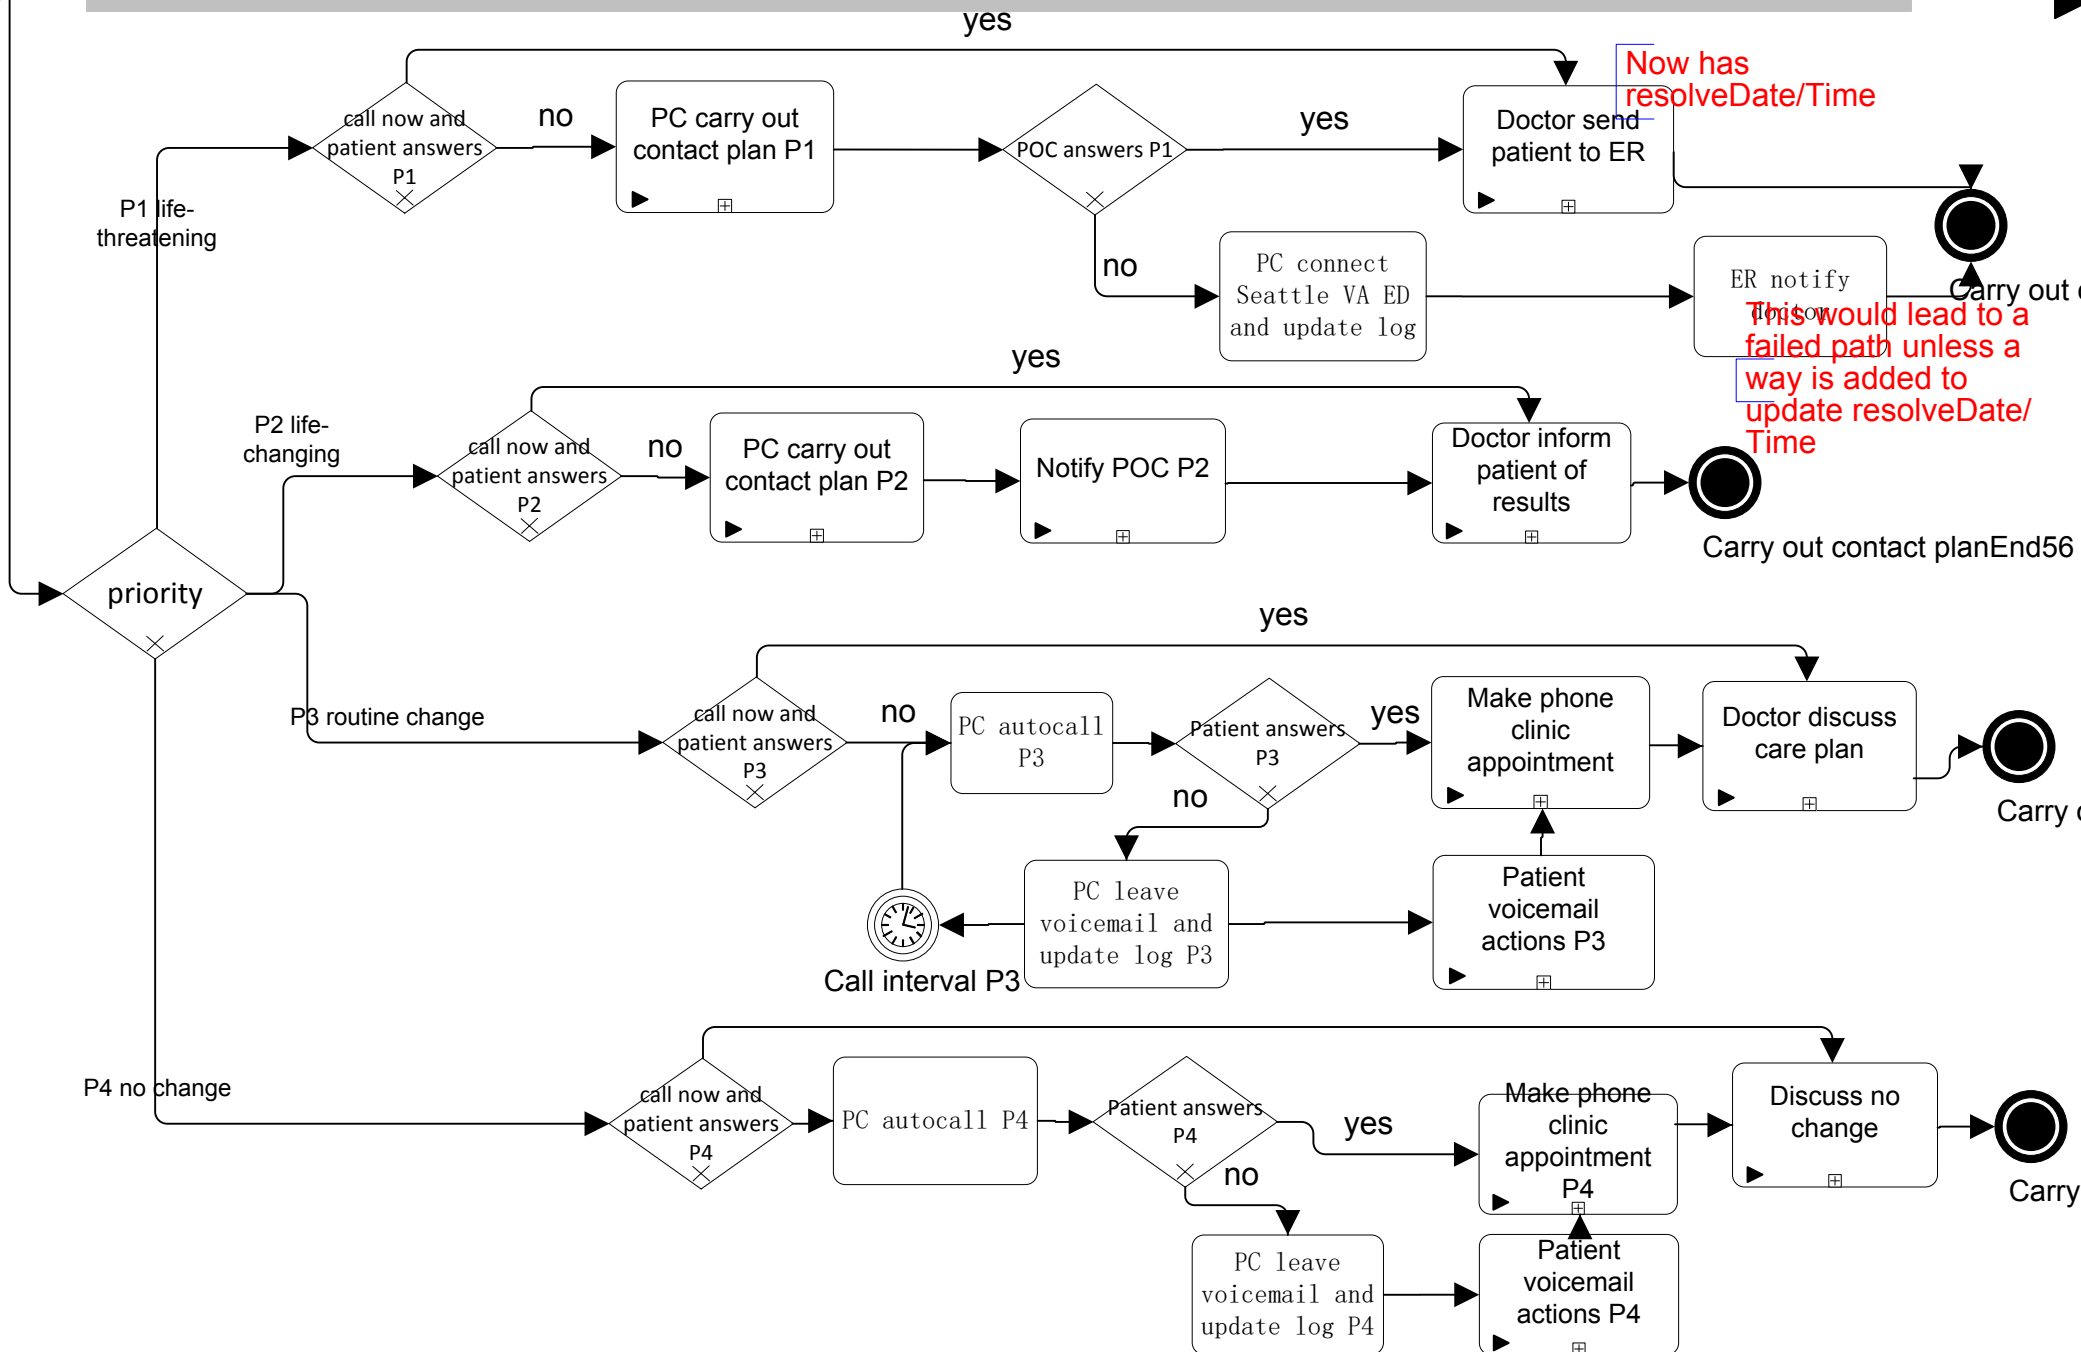 yes
Now has
resolveDate/Time
call now and
patient answers
P1
no
PC carry out
contact plan P1
POC answers P1
yes
Doctor send
patient to ER
P1 life-
threatening
no
PC connect
Seattle VA ED
and update log
ER notify
doctor
Carry out
This would lead to a
failed path unless a
way is added to
update resolveDate/
Time
yes
P2 life-
changing
call now and
patient answers
P2
no
PC carry out
contact plan P2
Notify POC P2
Doctor inform
patient of
results
Carry out contact planEnd56
priority
yes
P3 routine change
call now and
patient answers
P3
no
PC autocall
P3
Patient answers
P3
yes
Make phone
clinic
appointment
Doctor discuss
care plan
no
Carry
PC leave
voicemail and
update log P3
Patient
voicemail
actions P3
Call interval P3
P4 no change
call now and
patient answers
P4
PC autocall P4
Patient answers
P4
yes
Make phone
clinic
appointment
P4
Discuss no
change
no
Carry
PC leave
voicemail and
update log P4
Patient
voicemail
actions P4